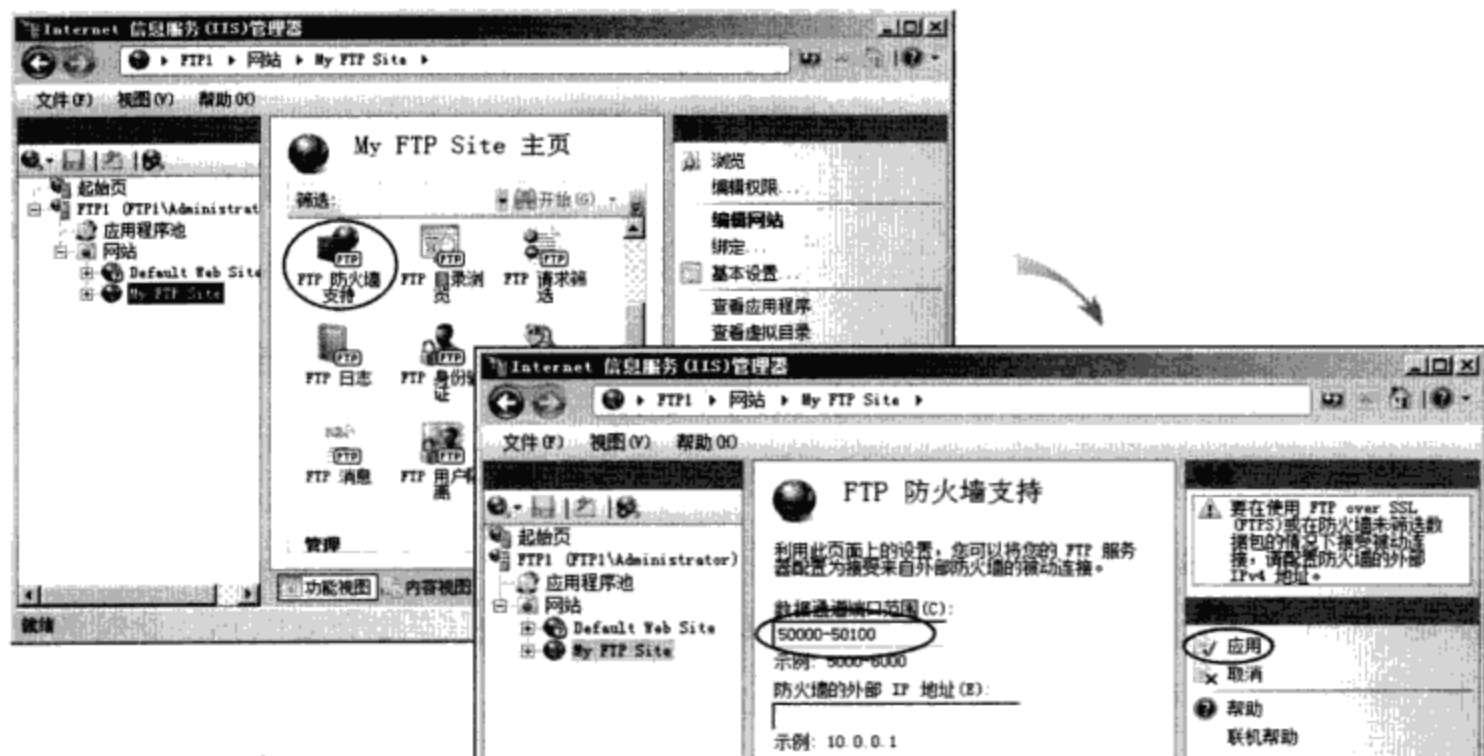 Internet 信息服务(IIS)管理器
FTP1 ▸ 网站 ▸ My FTP Site ▸
文件(F) 视图(V) 帮助(H)
起始页
FTP1 (FTP1\Administrat
应用程序池
网站
Default Web Site
My FTP Site
就绪
My FTP Site 主页
筛选:
开始(G)
FTP 防火墙
支持
FTP 目录浏
览
FTP 请求筛
选
FTP 日志
FTP 身份验
证
FTP 消息
FTP 用户隔
离
管理
功能视图
内容视图
浏览
编辑权限...
编辑网站
绑定...
基本设置...
查看应用程序
查看虚拟目录
Internet 信息服务(IIS)管理器
FTP1 ▸ 网站 ▸ My FTP Site ▸
文件(F) 视图(V) 帮助(H)
起始页
FTP1 (FTP1\Administrator)
应用程序池
网站
Default Web Site
My FTP Site
FTP 防火墙支持
利用此页面上的设置，您可以将您的 FTP 服务
器配置为接受来自外部防火墙的被动连接。
数据通道端口范围(C):
50000-50100
示例: 5000-6000
防火墙的外部 IP 地址(E):
示例: 10.0.0.1
要在使用 FTP over SSL
(FTPS)或在防火墙未筛选数
据包的情况下接受被动连
接，请配置防火墙的外部
IPv4 地址。
应用
取消
帮助
联机帮助